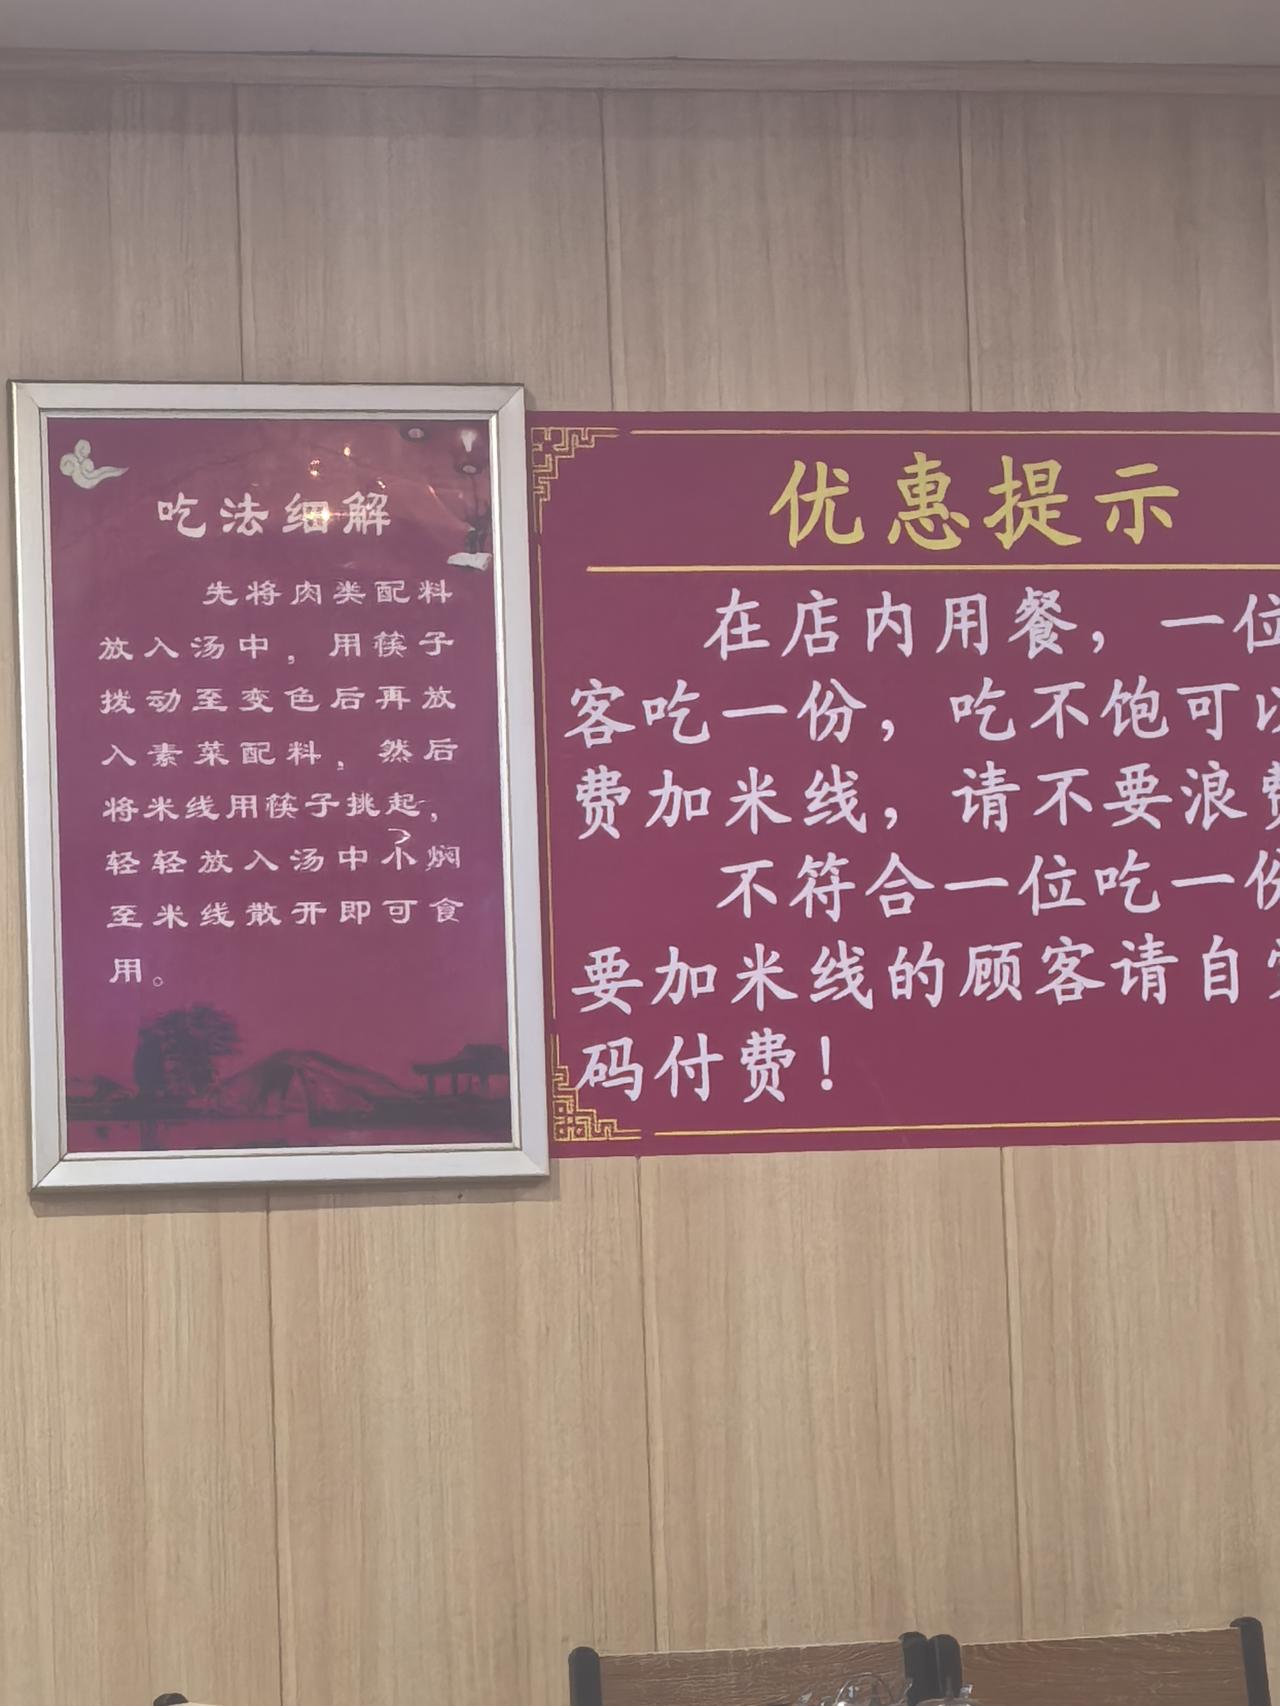 吃法细解
先将肉类配料
放入汤中，用筷子
拨动至变色后再放
入素菜配料，然后
将米线用筷子挑起，
轻轻放入汤中小焖
至米线散开即可食
用。
优惠提示
在店内用餐，一位
客吃一份，吃不饱可以
费加米线，请不要浪费
不符合一位吃一份
要加米线的顾客请自觉
码付费！